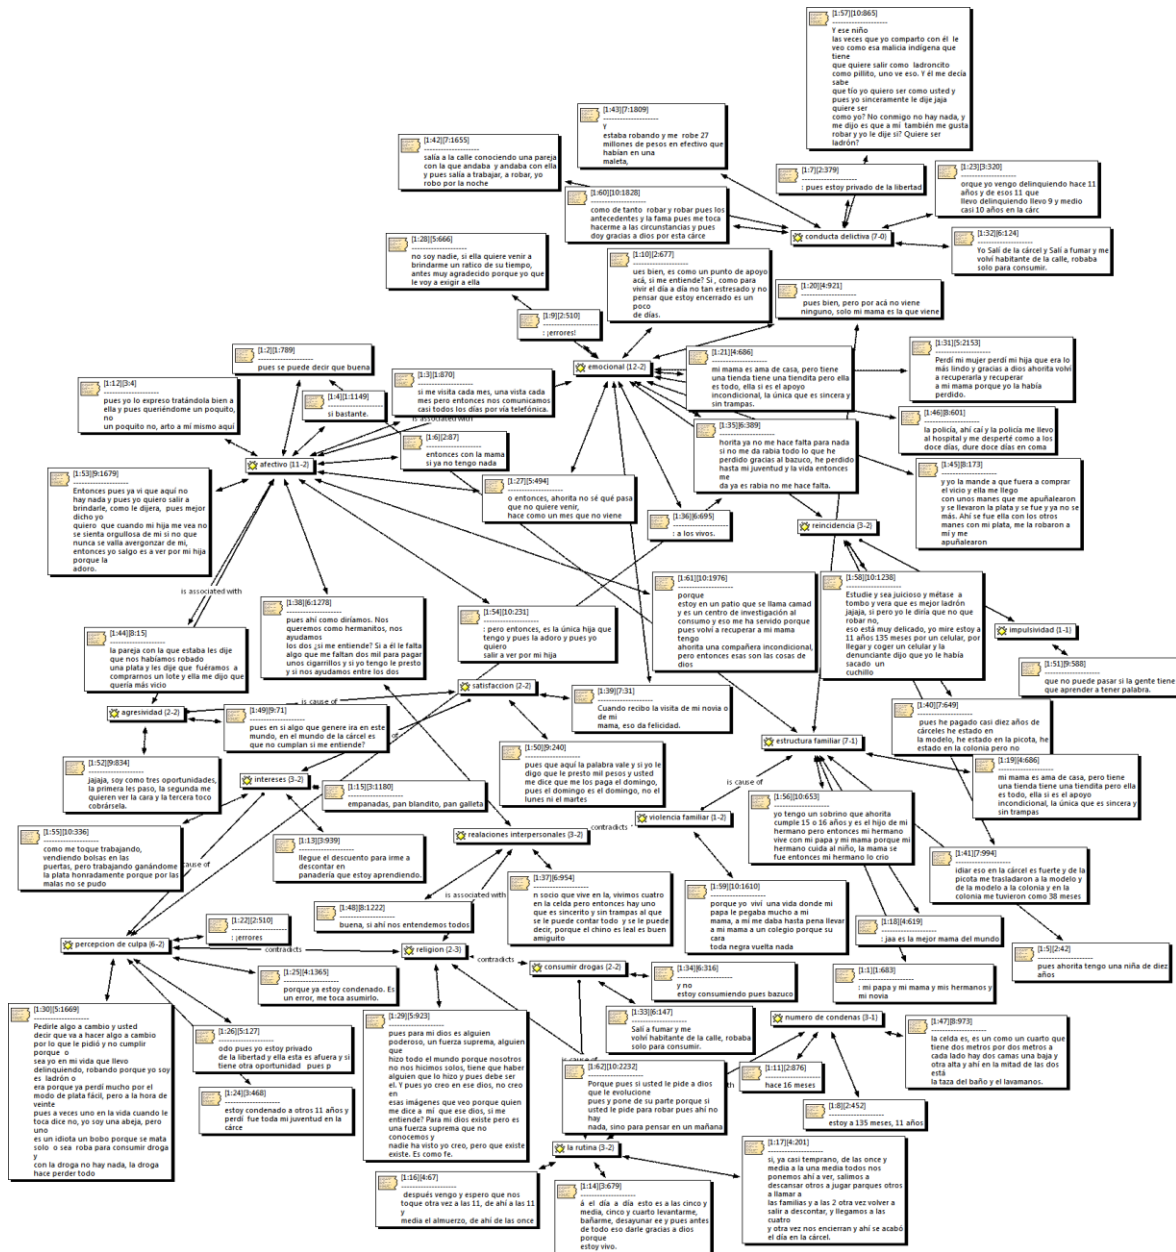 [1:57][10:865]
--------------------
Y ese niño
las veces que yo comparto con él  le
veo como esa malicia indígena que
tiene
que quiere salir como  ladroncito
como pillito, uno ve eso. Y él me decía
sabe
que tío yo quiero ser como usted y
pues yo sinceramente le dije jaja
quiere ser
como yo? No conmigo no hay nada, y
me dijo es que a mi  también me gusta
robar y yo le dije si? Quiere ser
ladrón?
[1:43][7:1809]
--------------------
Y
estaba robando y me  robe 27
millones de pesos en efectivo que
habían en una
maleta,
[1:42][7:1655]
--------------------
salía a la calle conociendo una pareja
con la que andaba  y andaba con ella
y pues salía a trabajar, a robar, yo
robo por la noche
[1:7][2:379]
--------------------
: pues estoy privado de la libertad
[1:23][3:320]
--------------------
orque yo vengo delinquiendo hace 11
años y de esos 11 que
llevo delinquiendo llevo 9 y medio
casi 10 años en la cárc
[1:60][10:1828]
--------------------
como de tanto  robar y robar pues los
antecedentes y la fama pues me toca
hacerme a las circunstancias y pues
doy gracias a dios por esta cárce
conducta delictiva {7-0}
[1:32][6:124]
--------------------
Yo Salí de la cárcel y Salí a fumar y me
volví habitante de la calle, robaba
solo para consumir.
[1:28][5:666]
--------------------
no soy nadie, si ella quiere venir a
brindarme un ratico de su tiempo,
antes muy agradecido porque yo que
le voy a exigir a ella
[1:10][2:677]
--------------------
ues bien, es como un punto de apoyo
acá, si me entiende? Si , como para
vivir el día a día no tan estresado y no
pensar que estoy encerrado es un
poco
de días.
[1:20][4:921]
--------------------
pues bien, pero por acá no viene
ninguno, solo mi mama es la que viene
[1:9][2:510]
--------------------
: ¡errores!
[1:2][1:789]
--------------------
pues se puede decir que buena
emocional {12-2}
[1:31][5:2153]
--------------------
Perdí mi mujer perdí mi hija que era lo
más lindo y gracias a dios ahorita volví
a recuperarla y recuperar
a mi mama porque yo la había
perdido.
[1:21][4:686]
--------------------
mi mama es ama de casa, pero tiene
una tienda tiene una tiendita pero ella
es todo, ella si es el apoyo
incondicional, la única que es sincera y
sin trampas.
[1:12][3:4]
--------------------
pues yo lo expreso tratándola bien a
ella y pues queriéndome un poquito,
no
un poquito no, arto a mí mismo aquí
[1:3][1:870]
--------------------
si me visita cada mes, una vista cada
mes pero entonces nos comunicamos
casi todos los días por vía telefónica.
[1:4][1:1149]
--------------------
si bastante.
is associated with
[1:46][8:601]
--------------------
la policía, ahí caí y la policía me llevo
al hospital y me desperté como a los
doce días, dure doce días en coma
[1:35][6:389]
--------------------
horita ya no me hace falta para nada
si no me da rabia todo lo que he
perdido gracias al bazuco, he perdido
hasta mi juventud y la vida entonces
me
da ya es rabia no me hace falta.
[1:6][2:87]
--------------------
entonces con la mama
si ya no tengo nada
afectivo {11-2}
[1:53][9:1679]
--------------------
Entonces pues ya vi que aquí no
hay nada y pues yo quiero salir a
brindarle, como le dijera,  pues mejor
dicho yo
quiero  que cuando mi hija me vea no
se sienta orgullosa de mi si no que
nunca se valla avergonzar de mi,
entonces yo salgo es a ver por mi hija
porque la
adoro.
[1:27][5:494]
--------------------
o entonces, ahorita no sé qué pasa
que no quiere venir,
hace como un mes que no viene
[1:45][8:173]
--------------------
y yo la mande a que fuera a comprar
el vicio y ella me llego
con unos manes que me apuñalearon
y se llevaron la plata y se fue y ya no se
más. Ahí se fue ella con los otros
manes con mi plata, me la robaron a
mí y me
apuñalearon
[1:36][6:695]
--------------------
: a los vivos.
reincidencia {3-2}
is associated with
[1:38][6:1278]
--------------------
pues ahí como diríamos. Nos
queremos como hermanitos, nos
ayudamos
los dos ¿si me entiende? Si a él le falta
algo que me faltan dos mil para pagar
unos cigarrillos y si yo tengo le presto
y si nos ayudamos entre los dos
[1:54][10:231]
--------------------
: pero entonces, es la única hija que
tengo y pues la adoro y pues yo
quiero
salir a ver por mi hija
[1:61][10:1976]
--------------------
porque
estoy en un patio que se llama camad
y es un centro de investigación al
consumo y eso me ha servido porque
pues volví a recuperar a mi mama
tengo
ahorita una compañera incondicional,
pero entonces esas son las cosas de
dios
[1:58][10:1238]
--------------------
Estudie y sea juicioso y métase  a
tombo y vera que es mejor ladrón
jajaja, si pero yo le diría que no que
no robar no,
eso está muy delicado, yo mire estoy a
11 años 135 meses por un celular, por
llegar y coger un celular y la
denunciante dijo que yo le había
sacado  un
cuchillo
impulsividad {1-1}
[1:51][9:588]
--------------------
que no puede pasar si la gente tiene
que aprender a tener palabra.
[1:44][8:15]
--------------------
la pareja con la que estaba les dije
que nos habíamos robado
una plata y les dije que  fuéramos  a
comprarnos un lote y ella me dijo que
quería más vicio
satisfaccion {2-2}
is cause of
[1:39][7:31]
--------------------
Cuando recibo la visita de mi novia o
de mi
mama, eso da felicidad.
[1:40][7:649]
--------------------
pues he pagado casi diez años de
cárceles he estado en
la modelo, he estado en la picota, he
estado en la colonia pero no
agresividad {2-2}
[1:49][9:71]
--------------------
pues en si algo que genere ira en este
mundo, en el mundo de la cárcel es
que no cumplan si me entiende?
[1:50][9:240]
--------------------
pues que aquí la palabra vale y si yo le
digo que le presto mil pesos y usted
me dice que me los paga el domingo,
pues el domingo es el domingo, no el
lunes ni el martes
estructura familiar {7-1}
[1:19][4:686]
--------------------
mi mama es ama de casa, pero tiene
una tienda tiene una tiendita pero ella
es todo, ella si es el apoyo
incondicional, la única que es sincera y
sin trampas
[1:52][9:834]
--------------------
jajaja, soy como tres oportunidades,
la primera les paso, la segunda me
quieren ver la cara y la tercera toco
cobrársela.
intereses {3-2}
[1:15][3:1180]
--------------------
empanadas, pan blandito, pan galleta
is cause of
[1:56][10:653]
--------------------
yo tengo un sobrino que ahorita
cumple 15 o 16 años y es el hijo de mi
hermano pero entonces mi hermano
vive con mi papa y mi mama porque mi
hermano cuida al niño, la mama se
fue entonces mi hermano lo crio
violencia familiar {1-2}
[1:55][10:336]
--------------------
como me toque trabajando,
vendiendo bolsas en las
puertas, pero trabajando ganándome
la plata honradamente porque por las
malas no se pudo
[1:13][3:939]
--------------------
llegue el descuento para irme a
descontar en
panadería que estoy aprendiendo.
realaciones interpersonales {3-2}
contradicts
[1:41][7:994]
--------------------
idiar eso en la cárcel es fuerte y de la
picota me trasladaron a la modelo y
de la modelo a la colonia y en la
colonia me tuvieron como 38 meses
[1:37][6:954]
--------------------
n socio que vive en la, vivimos cuatro
en la celda pero entonces hay uno
que es sincerito y sin trampas al que
se le puede contar todo  y se le puede
decir, porque el chino es leal es buen
amiguito
[1:59][10:1610]
--------------------
porque yo  viví  una vida donde mi
papa le pegaba mucho a mi
mama, a mí me daba hasta pena llevar
a mi mama a un colegio porque su
cara
toda negra vuelta nada
is associated with
[1:48][8:1222]
--------------------
buena, si ahí nos entendemos todos
[1:18][4:619]
--------------------
: jaa es la mejor mama del mundo
[1:22][2:510]
--------------------
: ¡errores
percepcion de culpa {6-2}
contradicts
religion {2-3}
contradicts
consumir drogas {2-2}
[1:5][2:42]
--------------------
pues ahorita tengo una niña de diez
años
[1:1][1:683]
--------------------
: mi papa y mi mama y mis hermanos y
mi novia
[1:25][4:1365]
--------------------
porque ya estoy condenado. Es
un error, me toca asumirlo.
[1:34][6:316]
--------------------
y no
estoy consumiendo pues bazuco
[1:30][5:1669]
--------------------
Pedirle algo a cambio y usted
decir que va a hacer algo a cambio
por lo que le pidió y no cumplir
porque  o
sea yo en mi vida que llevo
delinquiendo, robando porque yo soy
es  ladrón  o
era porque ya perdí mucho por el
modo de plata fácil, pero a la hora de
veinte
pues a veces uno en la vida cuando le
toca dice no, yo soy una abeja, pero
uno
es un idiota un bobo porque se mata
solo  o sea  roba para consumir droga
y
con la droga no hay nada, la droga
hace perder todo
[1:26][5:127]
--------------------
odo pues yo estoy privado
de la libertad y ella esta es afuera y si
tiene otra oportunidad   pues p
[1:29][5:923]
--------------------
pues para mi dios es alguien
poderoso, un fuerza suprema, alguien
que
hizo todo el mundo porque nosotros
no nos hicimos solos, tiene que haber
alguien que lo hizo y pues debe ser
el. Y pues yo creo en ese dios, no creo
en
esas imágenes que veo porque quien
me dice a  mí  que ese dios, si me
entiende? Para mi dios existe pero es
una fuerza suprema que no
conocemos y
nadie ha visto yo creo, pero que existe
existe. Es como fe.
[1:33][6:147]
--------------------
Salí a fumar y me
volví habitante de la calle, robaba
solo para consumir.
numero de condenas {3-1}
[1:47][8:973]
--------------------
la celda es, es como un cuarto que
tiene dos metros por dos metros a
cada lado hay dos camas una baja y
otra alta y ahí en la mitad de las dos
está
la taza del baño y el lavamanos.
[1:24][3:468]
--------------------
estoy condenado a otros 11 años y
perdí  fue toda mi juventud en la
cárce
[1:62][10:2232]
--------------------
Porque pues si usted le pide a dios
que le evolucione
pues y pone de su parte porque si
usted le pide para robar pues ahí no
hay
nada, sino para pensar en un mañana
[1:11][2:876]
--------------------
hace 16 meses
[1:8][2:452]
--------------------
estoy a 135 meses, 11 años
la rutina {3-2}
[1:16][4:67]
--------------------
después vengo y espero que nos
toque otra vez a las 11, de ahí a las 11
y
media el almuerzo, de ahí de las once
[1:14][3:679]
--------------------
á el  día  a  día  esto es a las cinco y
media, cinco y cuarto levantarme,
bañarme, desayunar ee y pues antes
de todo eso darle gracias a dios
porque
estoy vivo.
[1:17][4:201]
--------------------
si, ya casi temprano, de las once y
media a la una media todos nos
ponemos ahí a ver, salimos a
descansar otros a jugar parques otros
a llamar a
las familias y a las 2 otra vez volver a
salir a descontar, y llegamos a las
cuatro
y otra vez nos encierran y ahí se acabó
el día en la cárcel.